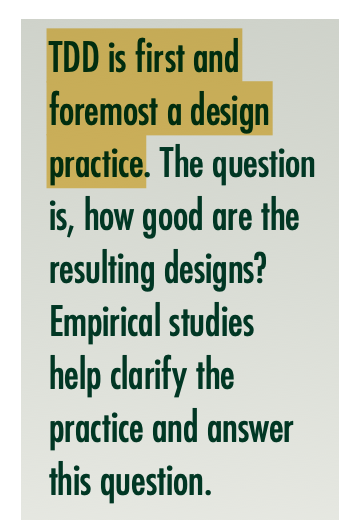 TDD is first and
foremost a design
practice. The question
is, how good are the
resulting designs?
Empirical studies
help clarify the
practice and answer
this question.